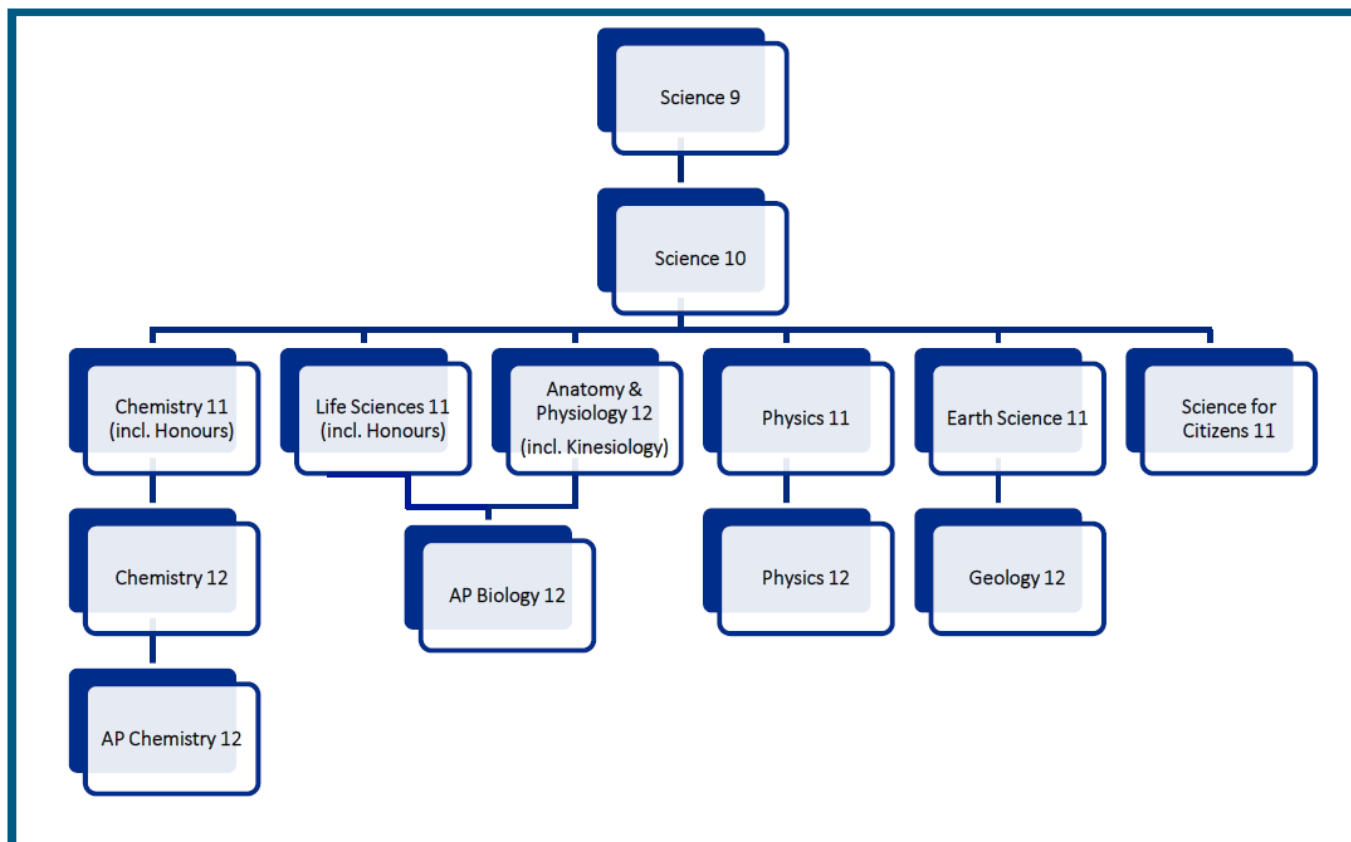 Science 9
Science 10
Chemistry 11
(incl. Honours)
Life Sciences 11
(incl. Honours)
Anatomy &
Physiology 12
(incl. Kinesiology)
Physics 11
Earth Science 11
Science for
Citizens 11
Chemistry 12
AP Biology 12
Physics 12
Geology 12
AP Chemistry 12